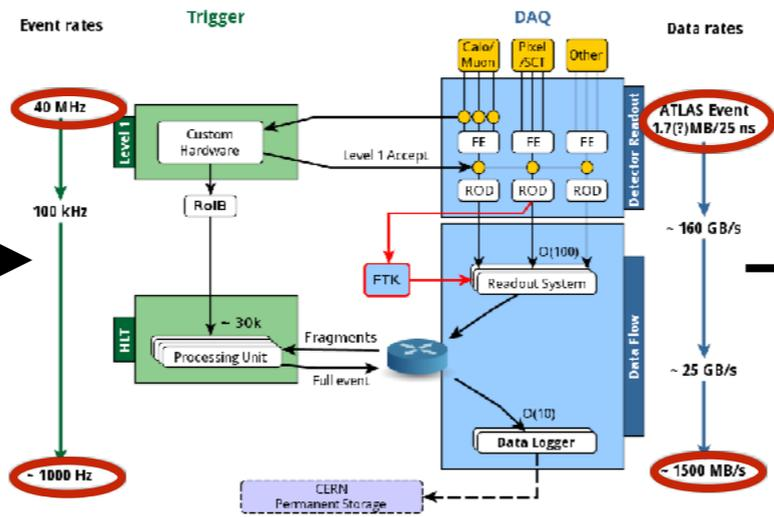 Event rates
Trigger
DAQ
Data rates
Calo/
Muon
Pixel
/SCT
Other
40 MHz
ATLAS Event
1.7(?)MB/25 ns
Level 1
Custom
Hardware
FE
FE
FE
Detector Readout
Level 1 Accept
ROD
ROD
ROD
100 kHz
RoIB
~ 160 GB/s
O(100)
FTK
Readout System
HLT
~ 30k
Processing Unit
Fragments
Full event
Data Flow
~ 25 GB/s
O(10)
Data Logger
~ 1000 Hz
~ 1500 MB/s
CERN
Permanent Storage